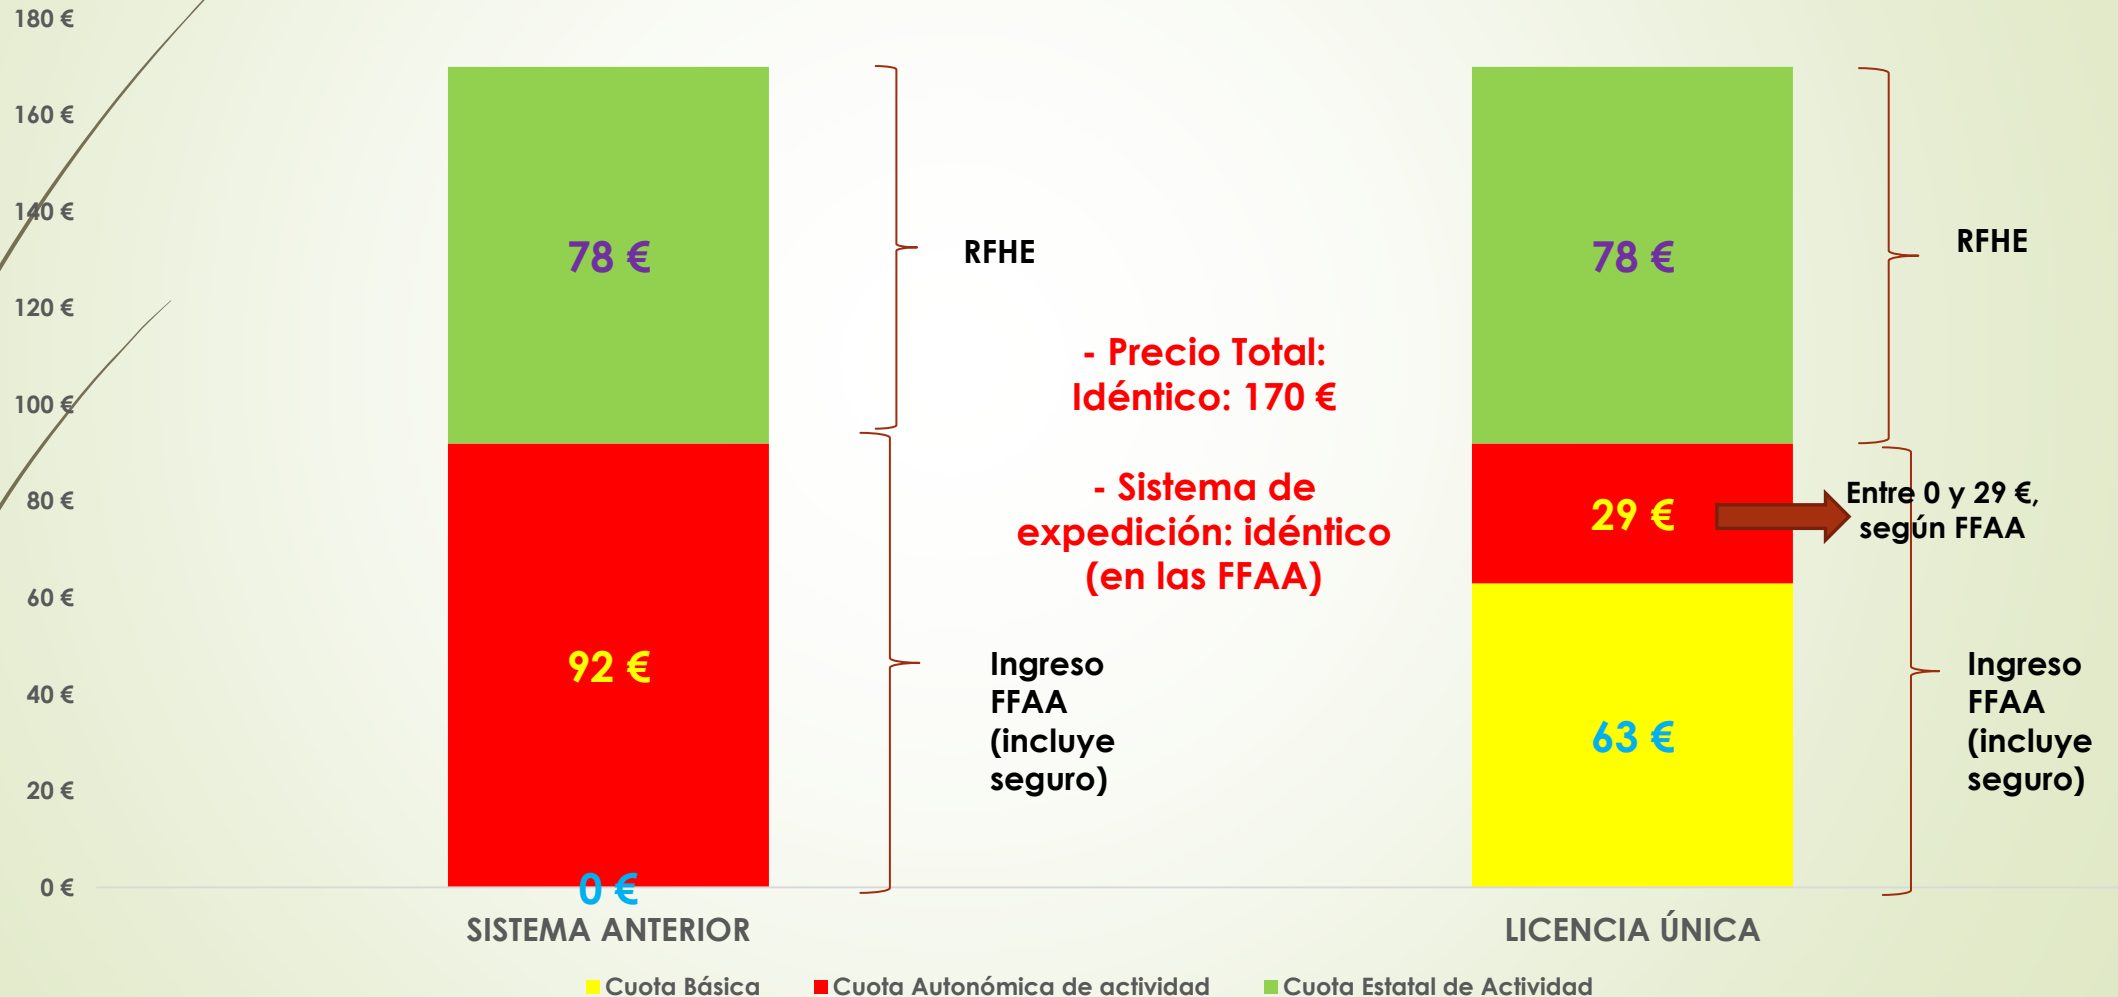 180 €
160 €
140 €
120 €
100 €
80 €
60 €
40 €
20 €
0 €
78 €
92 €
0 €
RFHE
Ingreso
FFAA
(incluye
seguro)
- Precio Total:
Idéntico: 170 €
- Sistema de
expedición: idéntico
(en las FFAA)
78 €
29 €
63 €
RFHE
Entre 0 y 29 €,
según FFAA
Ingreso
FFAA
(incluye
seguro)
SISTEMA ANTERIOR
LICENCIA ÚNICA
Cuota Básica
Cuota Autonómica de actividad
Cuota Estatal de Actividad